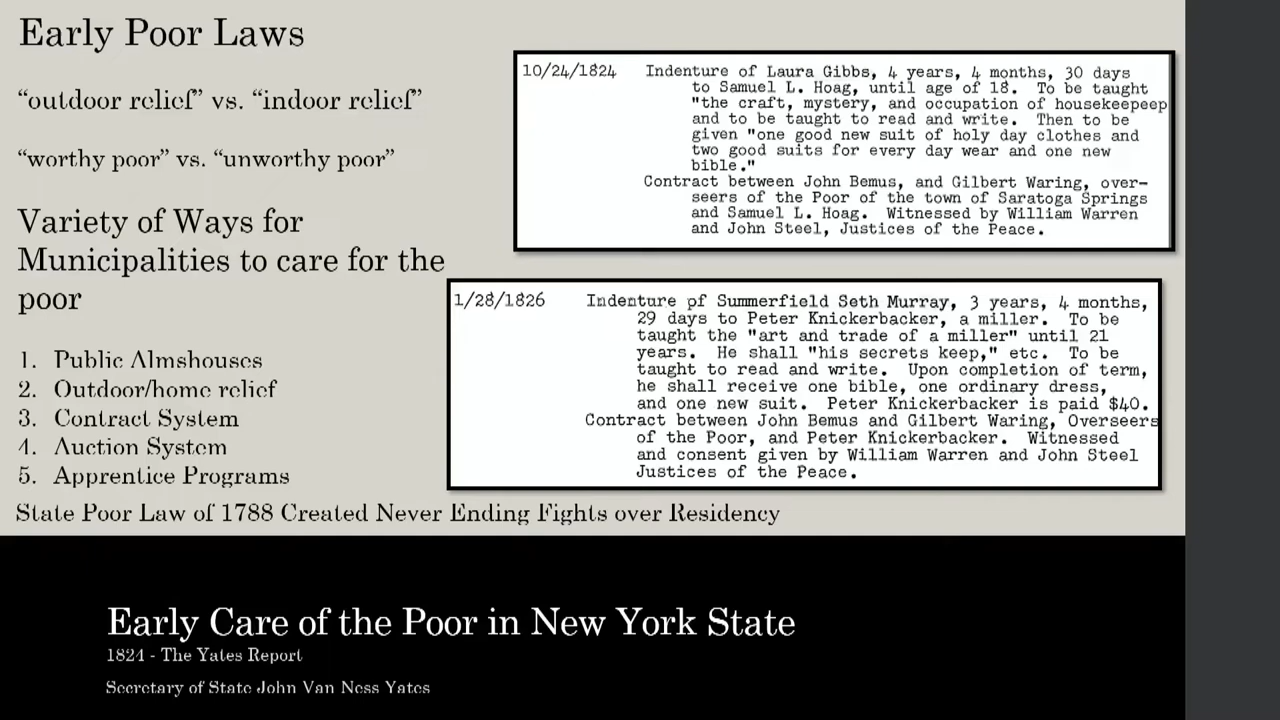 Early Poor Laws
“outdoor relief” vs. “indoor relief”
“worthy poor” vs. “unworthy poor”
Variety of Ways for
Municipalities to care for the
poor
1. Public Almshouses
2. Outdoor/home relief
3. Contract System
4. Auction System
5. Apprentice Programs
State Poor Law of 1788 Created Never Ending Fights over Residency
10/24/1824 Indenture of Laura Gibbs, 4 years, 4 months, 30 days
to Samuel L. Hoag, until age of 18. To be taught
"the craft, mystery, and occupation of housekeepeep
and to be taught to read and write. Then to be
given "one good new suit of holy day clothes and
two good suits for every day wear and one new
bible."
Contract between John Bemus, and Gilbert Waring, over-
seers of the Poor of the town of Saratoga Springs
and Samuel L. Hoag. Witnessed by William Warren
and John Steel, Justices of the Peace.
1/28/1826 Indenture of Summerfield Seth Murray, 3 years, 4 months,
29 days to Peter Knickerbacker, a miller. To be
taught the "art and trade of a miller" until 21
years. He shall "his secrets keep," etc. To be
taught to read and write. Upon completion of term,
he shall receive one bible, one ordinary dress,
and one new suit. Peter Knickerbacker is paid $40.
Contract between John Bemus and Gilbert Waring, Overseers
of the Poor, and Peter Knickerbacker. Witnessed
and consent given by William Warren and John Steel
Justices of the Peace.
Early Care of the Poor in New York State
1824 - The Yates Report
Secretary of State John Van Ness Yates